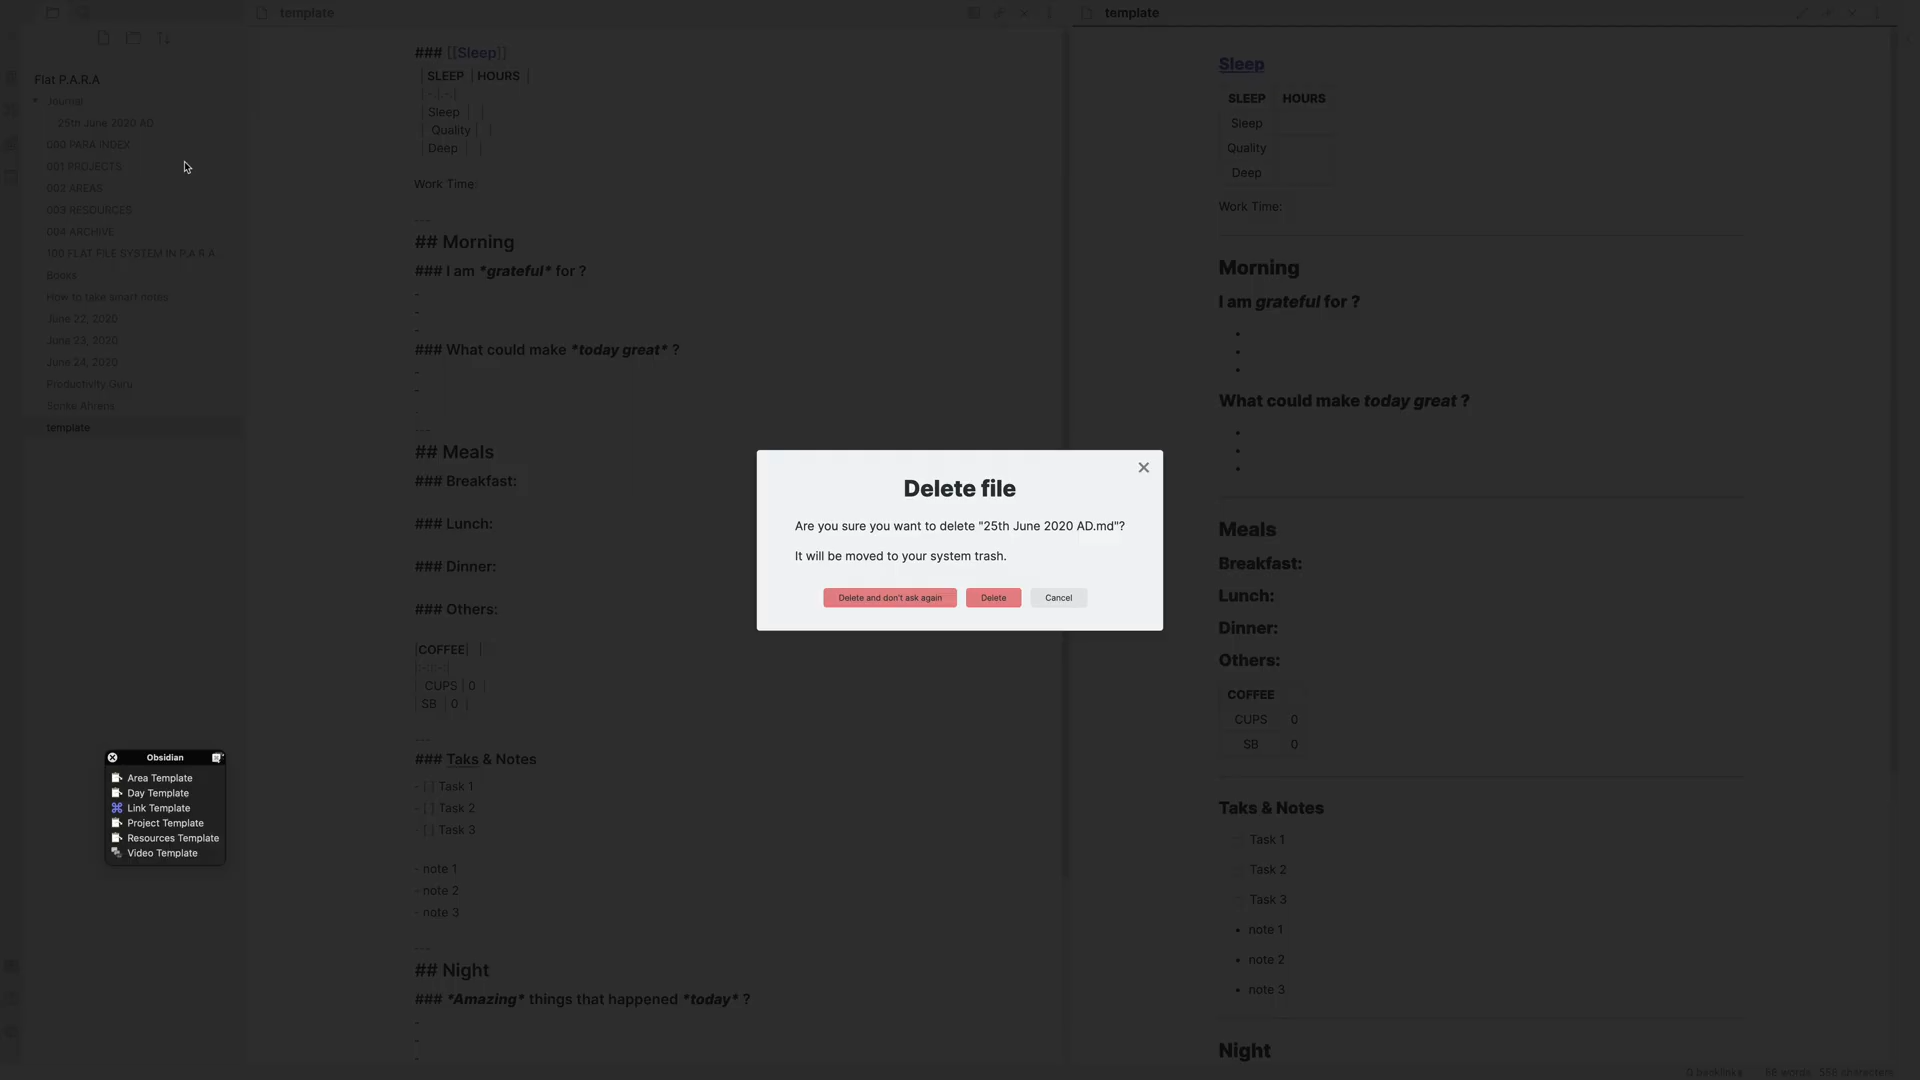 template
template
Flat P.A.R.A
Journal
25th June 2020 AD
000 PARA INDEX
001 PROJECTS
002 AREAS
003 RESOURCES
004 ARCHIVE
100 FLAT FILE SYSTEM IN P.A.R.A
Books
How to take smart notes
June 22, 2020
June 23, 2020
June 24, 2020
Productivity Guru
Sonke Ahrens
template
### [[Sleep]]
| SLEEP | HOURS |
|-.|.-.|
| Sleep | |
| Quality | |
| Deep | |
Work Time:
---
## Morning
### I am *grateful* for ?
-
-
-
### What could make *today great* ?
-
-
-
---
## Meals
### Breakfast:
### Lunch:
### Dinner:
### Others:
|COFFEE| |
|:-:|:-:|
| CUPS | 0 |
| SB | 0 |
---
### Taks & Notes
- [ ] Task 1
- [ ] Task 2
- [ ] Task 3
- note 1
- note 2
- note 3
---
## Night
### *Amazing* things that happened *today* ?
-
-
-
Sleep
SLEEP HOURS
Sleep
Quality
Deep
Work Time:
Morning
I am grateful for ?
•
•
•
What could make today great ?
•
•
•
Meals
Breakfast:
Lunch:
Dinner:
Others:
COFFEE
CUPS 0
SB 0
Taks & Notes
Task 1
Task 2
Task 3
• note 1
• note 2
• note 3
Night
Delete file
Are you sure you want to delete "25th June 2020 AD.md"?
It will be moved to your system trash.
Delete and don't ask again Delete Cancel
Obsidian
Area Template
Day Template
Link Template
Project Template
Resources Template
Video Template
0 backlinks 68 words 556 characters